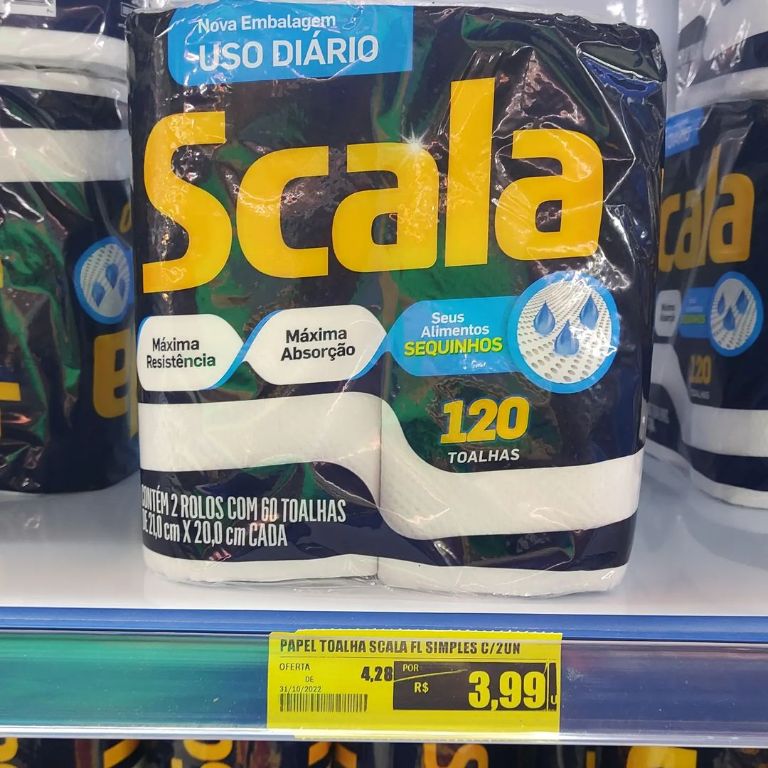 Nova Embalagem
USO DIÁRIO
Scala
Máxima
Resistência
Máxima
Absorção
Seus
Alimentos
SEQUINHOS
120
TOALHAS
CONTÉM 2 ROLOS COM 60 TOALHAS
DE 21,0 cm X 20,0 cm CADA
cala
120
PAPEL TOALHA SCALA FL SIMPLES C/2UN
OFERTA
DE
4,28
POR
R$
3,99
31/10/2022